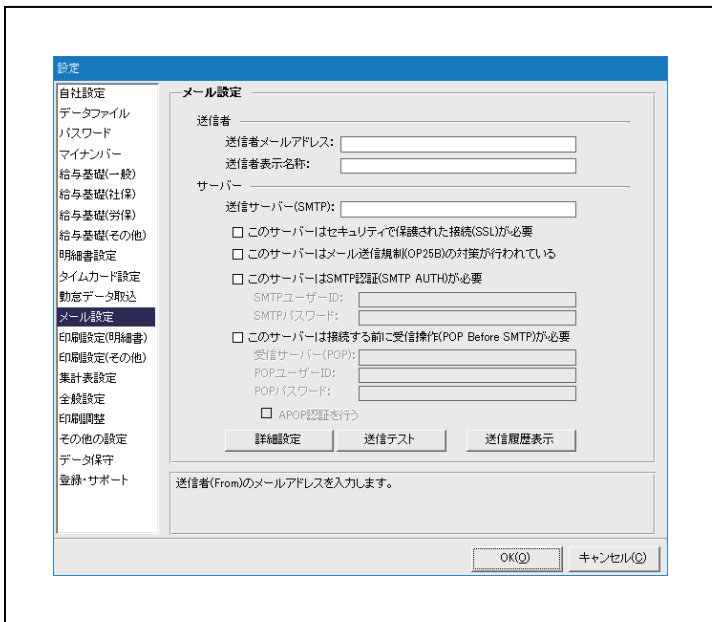 設定
自社設定
データファイル
パスワード
マイナンバー
給与基礎(一般)
給与基礎(社保)
給与基礎(労保)
給与基礎(その他)
明細書設定
タイムカード設定
勤怠データ取込
メール設定
印刷設定(明細書)
印刷設定(その他)
集計表設定
全般設定
印刷調整
その他の設定
データ保守
登録・サポート
メール設定
送信者
送信者メールアドレス:
送信者表示名称:
サーバー
送信サーバー(SMTP):
このサーバーはセキュリティで保護された接続(SSL)が必要
このサーバーはメール送信規制(OP25B)の対策が行われている
このサーバーはSMTP認証(SMTP AUTH)が必要
SMTPユーザーID:
SMTPパスワード:
このサーバーは接続する前に受信操作(POP Before SMTP)が必要
受信サーバー(POP):
POPユーザーID:
POPパスワード:
APOP認証を行う
詳細設定 送信テスト 送信履歴表示
送信者(From)のメールアドレスを入力します。
OK(O) キャンセル(C)